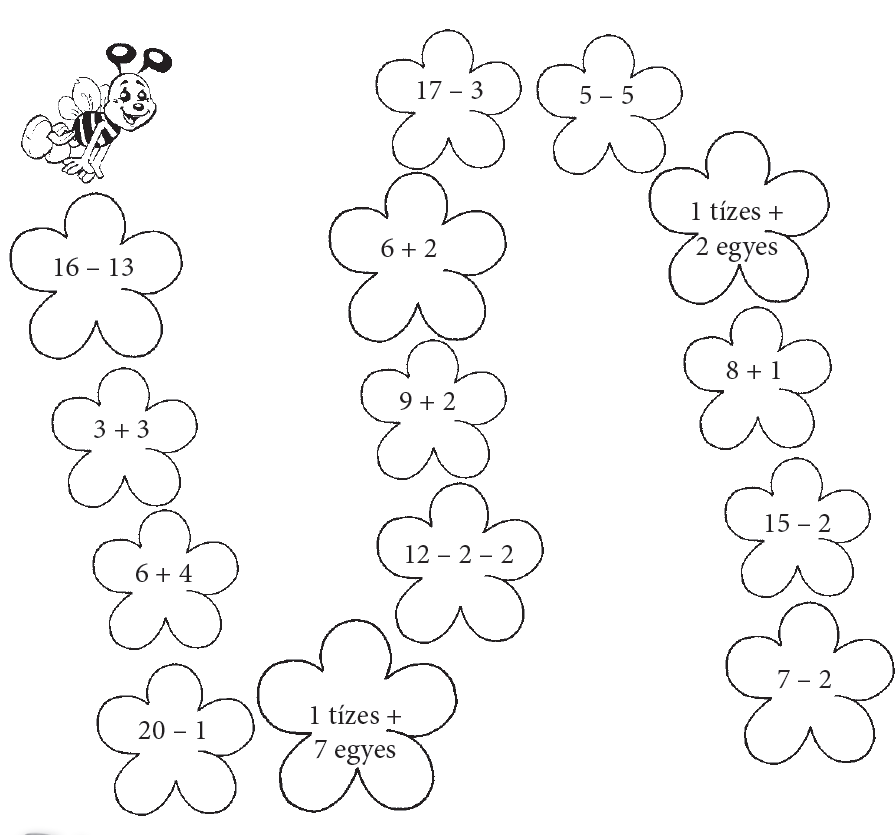 17 – 3
5 – 5
1 tízes +
2 egyes
16 – 13
6 + 2
8 + 1
3 + 3
9 + 2
15 – 2
6 + 4
12 – 2 – 2
7 – 2
20 – 1
1 tízes +
7 egyes